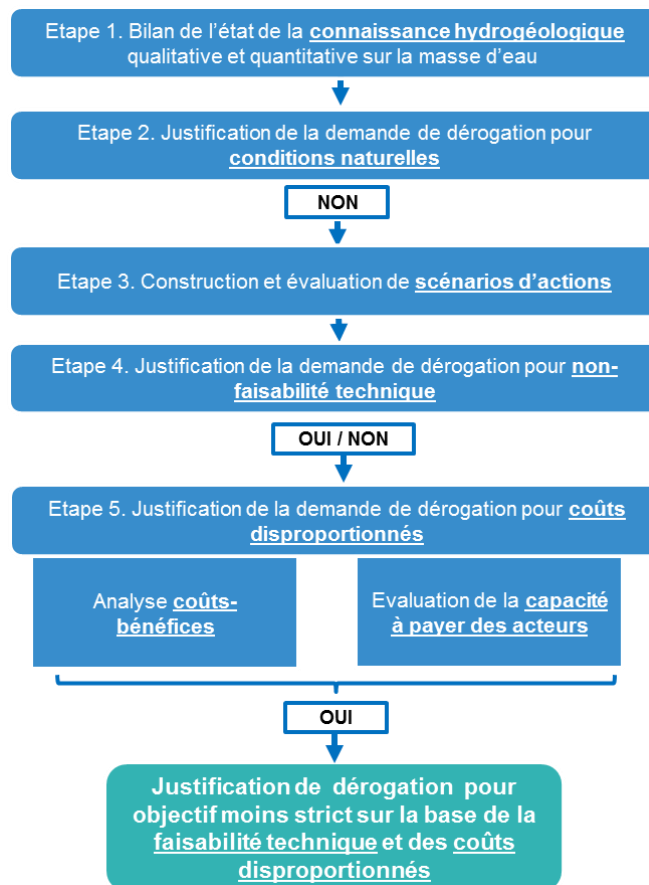 Etape 1. Bilan de l'état de la connaissance hydrogéologique
qualitative et quantitative sur la masse d'eau
Etape 2. Justification de la demande de dérogation pour
conditions naturelles
NON
Etape 3. Construction et évaluation de scénarios d'actions
Etape 4. Justification de la demande de dérogation pour non-
faisabilité technique
OUI / NON
Etape 5. Justification de la demande de dérogation pour coûts
disproportionnés
Analyse coûts-
bénéfices
Evaluation de la capacité
à payer des acteurs
OUI
Justification de dérogation pour
objectif moins strict sur la base de la
faisabilité technique et des coûts
disproportionnés